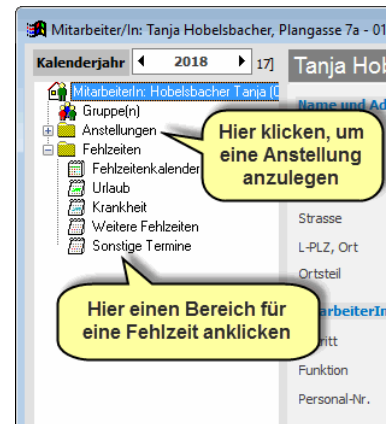 Mitarbeiter/In: Tanja Hobelsbacher, Plangasse 7a - 01
Kalenderjahr 2018 17]
Tanja Hob
MitarbeiterIn: Hobelsbacher Tanja (0
Name und Ad
Gruppe(n)
Anstellungen
Fehlzeiten
Hier klicken, um
eine Anstellung
anzulegen
Fehlzeitenkalender
Urlaub
Krankheit
Weitere Fehlzeiten
Sonstige Termine
Strasse
L-PLZ, Ort
Ortsteil
Hier einen Bereich für
eine Fehlzeit anklicken
arbeiterIn
ritt
Funktion
Personal-Nr.